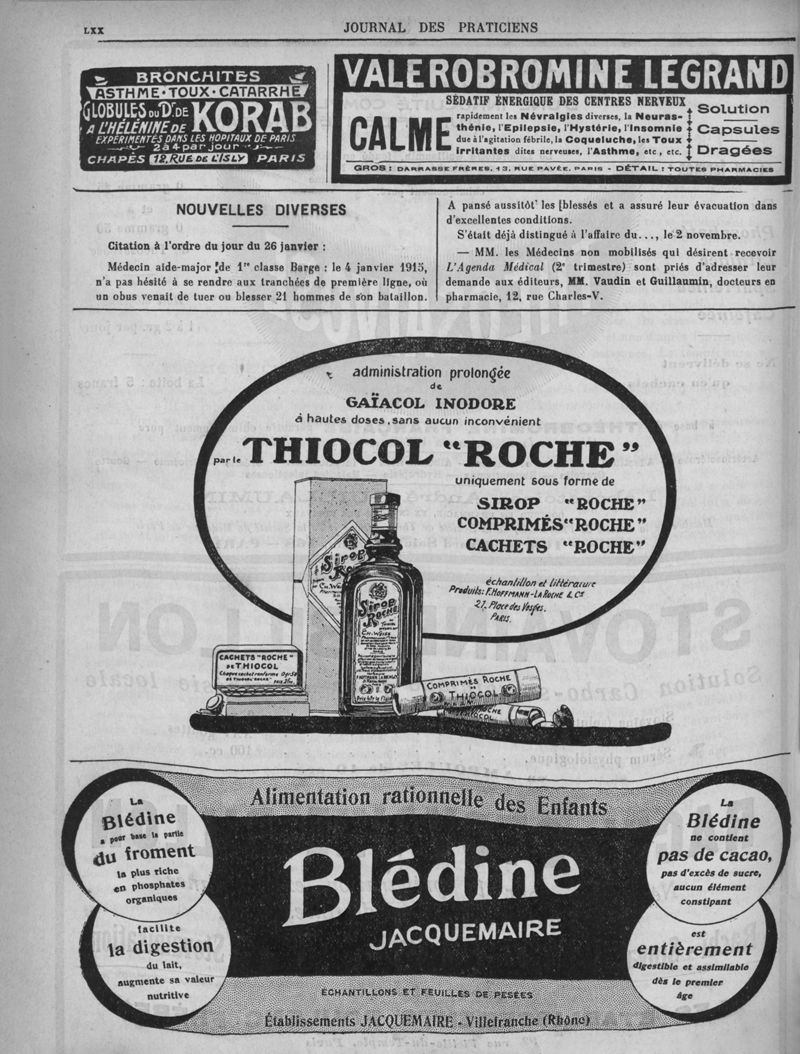 LXX
JOURNAL DES PRATICIENS
BRONCHITES
ASTHME·TOUX·CATARRHE
GLOBULES DU Dr. DE KORAB
A L'HÉLÉNINE DE
EXPÉRIMENTÉS DANS LES HOPITAUX DE PARIS
2 a 4 par jour
CHAPÈS 12, RUE DE L'ISLY PARIS
VALEROBROMINE LEGRAND
SÉDATIF ÉNERGIQUE DES CENTRES NERVEUX
CALME
rapidement les Névralgies diverses, la Neuras-
thénie, l'Epilepsie, l'Hystérie, l'Insomnie
due à l'agitation fébrile, la Coqueluche, les Toux
irritantes dites nerveuses, l'Asthme, etc., etc.
Solution
Capsules
Dragées
GROS: DARRASSE FRÈRES, 13, RUE PAVÉE, PARIS - DÉTAIL: TOUTES PHARMACIES
NOUVELLES DIVERSES
Citation à l'ordre du jour du 26 janvier :
Médecin aide-major de 1re classe Barge : le 4 janvier 1915,
n'a pas hésité à se rendre aux tranchées de première ligne, où
un obus venait de tuer ou blesser 21 hommes de son bataillon.
A pansé aussitôt' les [blessés et a assuré leur évacuation dans
d'excellentes conditions.
S'était déjà distingué à l'affaire du..., le 2 novembre.
— MM. les Médecins non mobilisés qui désirent recevoir
L'Agenda Médical (2e trimestre) sont priés d'adresser leur
demande aux éditeurs, MM. Vaudin et Guillaumin, docteurs en
pharmacie, 12, rue Charles-V.
administration prolongée
de
GAÏACOL INODORE
á hautes doses, sans aucun inconvénient
par le THIOCOL "ROCHE"
uniquement sous forme de
SIROP "ROCHE"
COMPRIMÉS "ROCHE"
CACHETS "ROCHE"
échantillon et littérature
Produits: F. HOFFMANN-LA ROCHE & Cie
27, Place des Vosges.
PARIS.
Sirop
Roche
Sirop
ROCHE
CACHETS "ROCHE"
DE THIOCOL
COMPRIMÉS ROCHE
THIOCOL
ROCHE
THIOCOL
Alimentation rationnelle des Enfants
Blédine
JACQUEMAIRE
La
Blédine
a pour base la partie
du froment
la plus riche
en phosphates
organiques
facilite
la digestion
du lait,
augmente sa valeur
nutritive
La
Blédine
ne contient
pas de cacao,
pas d'excès de sucre,
aucun élément
constipant
est
entièrement
digestible et assimilable
dès le premier
âge
ÉCHANTILLONS ET FEUILLES DE PESÉES
Établissements JACQUEMAIRE - Villefranche (Rhône)